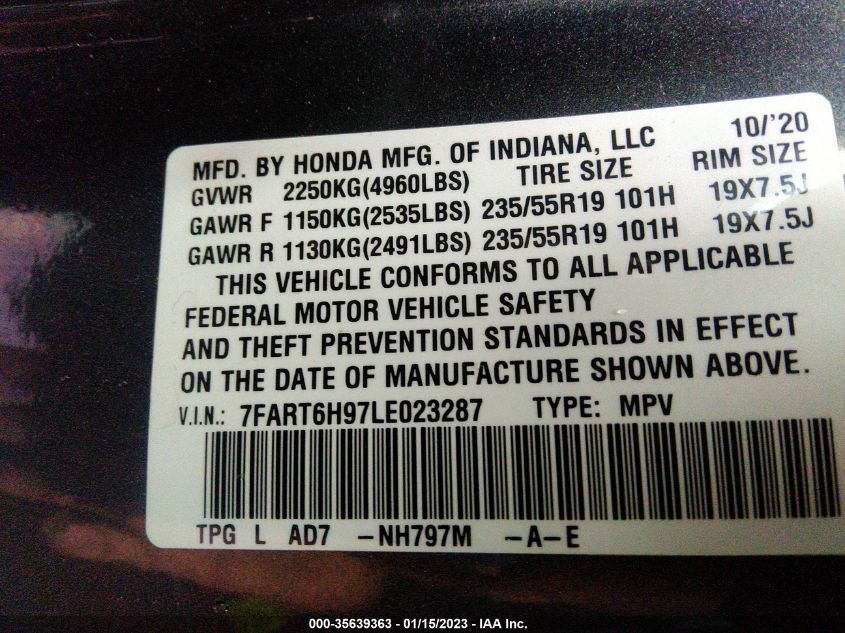 MFD. BY HONDA MFG. OF INDIANA, LLC 10/'20
GVWR 2250KG(4960LBS) TIRE SIZE RIM SIZE
GAWR F 1150KG(2535LBS) 235/55R19 101H 19X7.5J
GAWR R 1130KG(2491LBS) 235/55R19 101H 19X7.5J
THIS VEHICLE CONFORMS TO ALL APPLICABLE
FEDERAL MOTOR VEHICLE SAFETY
AND THEFT PREVENTION STANDARDS IN EFFECT
ON THE DATE OF MANUFACTURE SHOWN ABOVE.
V.I.N.: 7FART6H97LE023287 TYPE: MPV
TPG L AD7 -NH797M -A-E
000-35639363 - 01/15/2023 - IAA Inc.